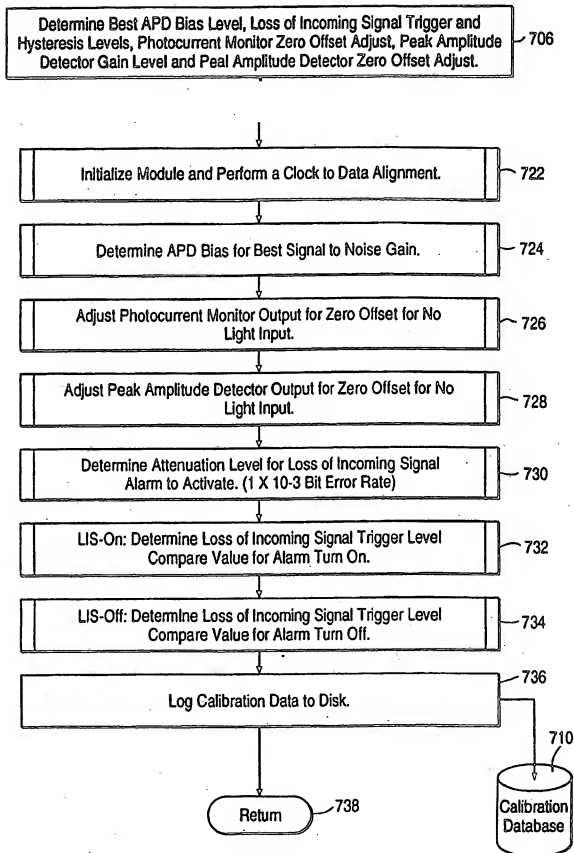 Determine Best APD Bias Level, Loss of Incoming Signal Trigger and
Hysteresis Levels, Photocurrent Monitor Zero Offset Adjust, Peak Amplitude
Detector Gain Level and Peal Amplitude Detector Zero Offset Adjust.
706
Initialize Module and Perform a Clock to Data Alignment.
722
Determine APD Bias for Best Signal to Noise Gain.
724
Adjust Photocurrent Monitor Output for Zero Offset for No
Light Input.
726
Adjust Peak Amplitude Detector Output for Zero Offset for No
Light Input.
728
Determine Attenuation Level for Loss of Incoming Signal
Alarm to Activate. (1 X 10-3 Bit Error Rate)
730
LIS-On: Determine Loss of Incoming Signal Trigger Level
Compare Value for Alarm Turn On.
732
LIS-Off: Determine Loss of Incoming Signal Trigger Level
Compare Value for Alarm Turn Off.
734
736
Log Calibration Data to Disk.
710
Return
738
Calibration
Database